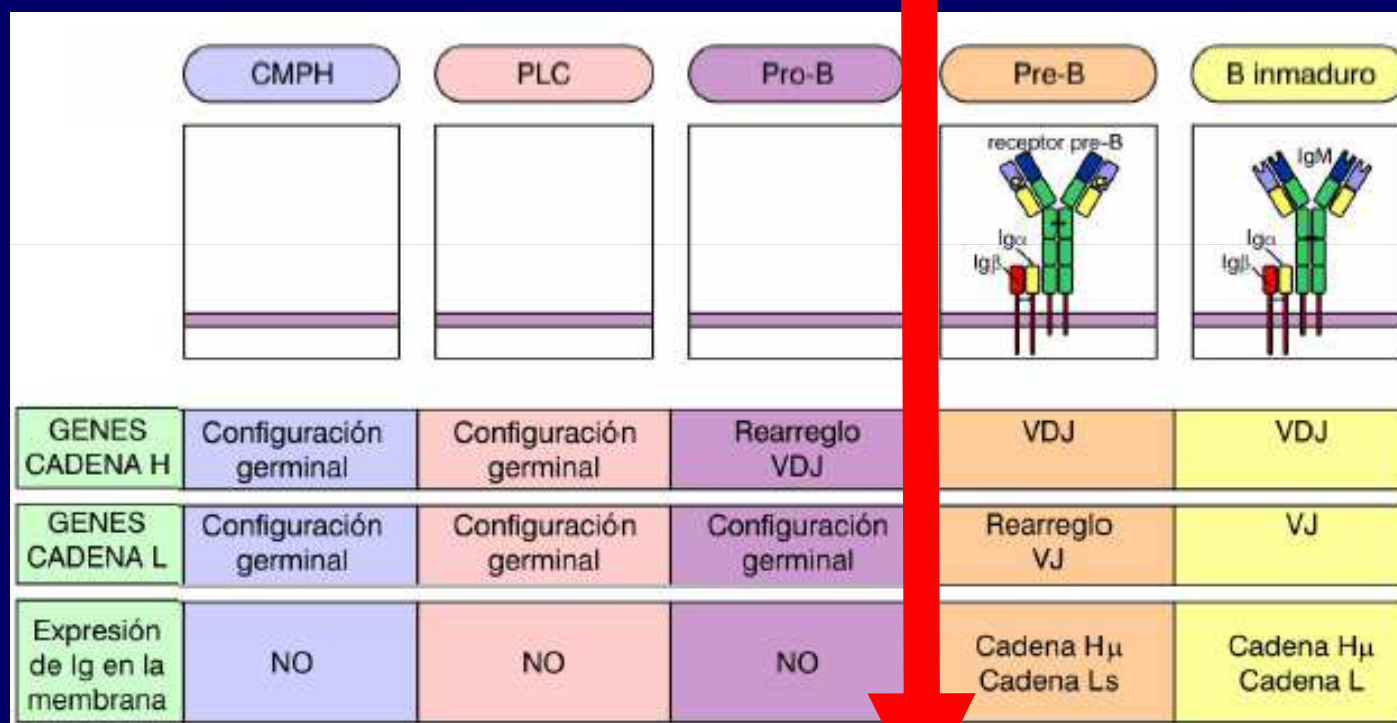 CMPH
PLC
Pro-B
Pre-B
B inmaduro
receptor pre-B
Igα
Igβ
IgM
Igα
Igβ
GENES
CADENA H
Configuración
germinal
Configuración
germinal
Rearreglo
VDJ
VDJ
VDJ
GENES
CADENA L
Configuración
germinal
Configuración
germinal
Configuración
germinal
Rearreglo
VJ
VJ
Expresión
de Ig en la
membrana
NO
NO
NO
Cadena Hμ
Cadena Ls
Cadena Hμ
Cadena L